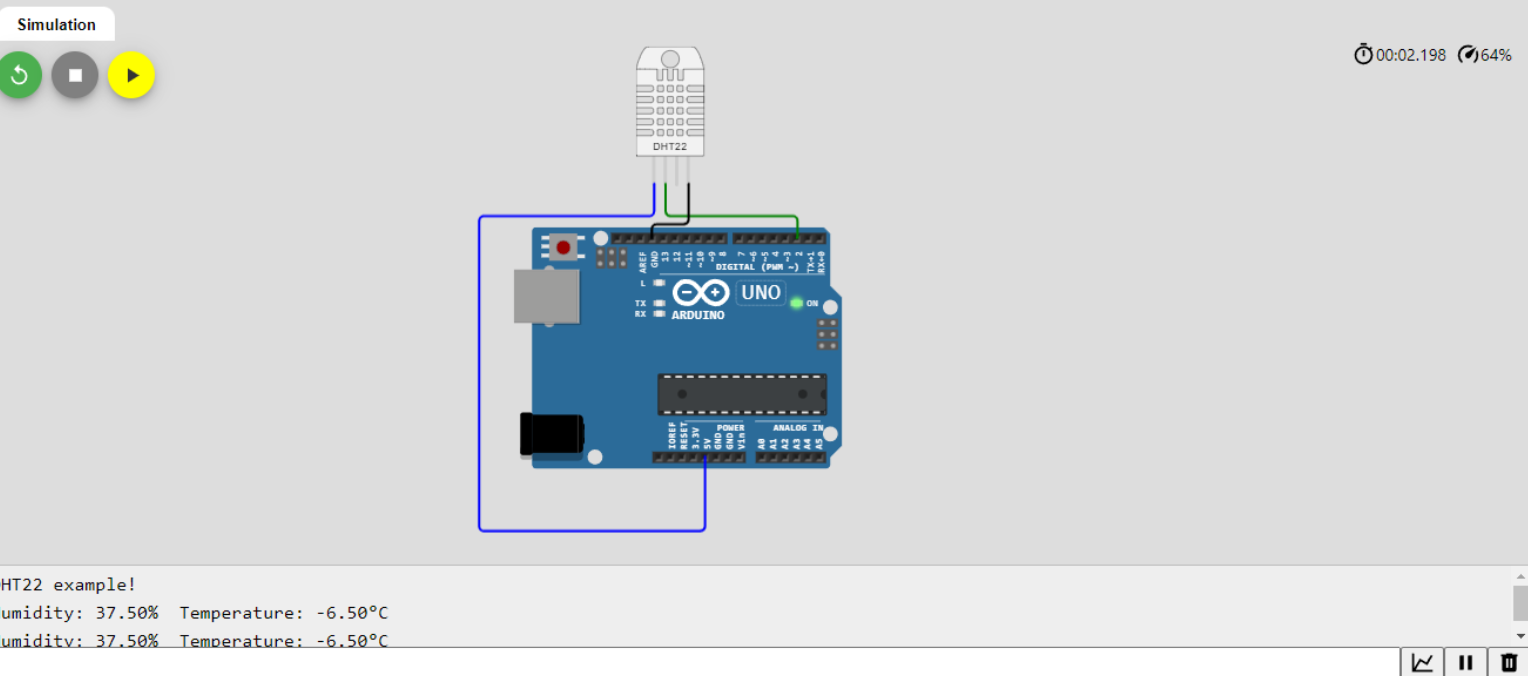 Simulation
00:02.198 64%
DHT22
AREF GND 13 12 ~11 ~10 ~9 8 7 ~6 ~5 4 ~3 2 TX→1 RX←0
DIGITAL (PWM ~)
L
UNO
TX
ON
RX
ARDUINO
POWER
ANALOG IN
IOREF RESET 3.3V 5V GND GND Vin A0 A1 A2 A3 A4 A5
HT22 example!
umidity: 37.50% Temperature: -6.50°C
umidity: 37.50% Temperature: -6.50°C